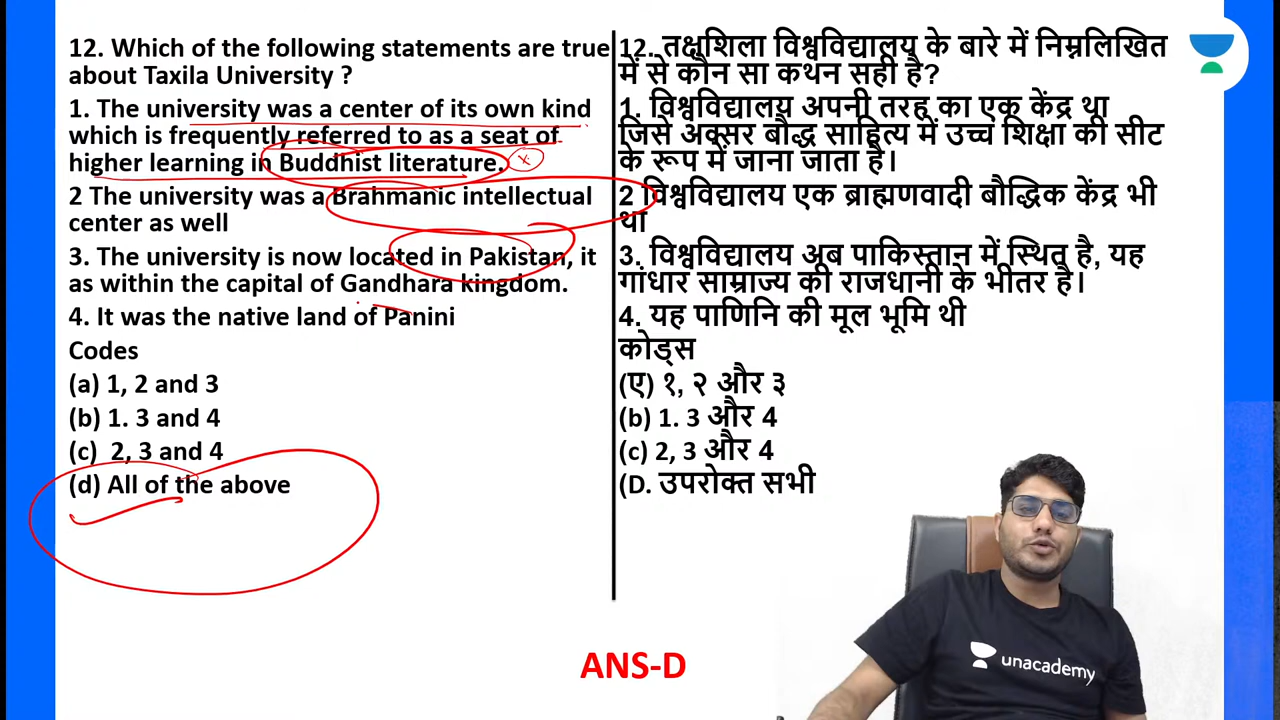 12. Which of the following statements are true
about Taxila University ?
1. The university was a center of its own kind
which is frequently referred to as a seat of
higher learning in Buddhist literature.
2 The university was a Brahmanic intellectual
center as well
3. The university is now located in Pakistan, it
as within the capital of Gandhara kingdom.
4. It was the native land of Panini
Codes
(a) 1, 2 and 3
(b) 1. 3 and 4
(c) 2, 3 and 4
(d) All of the above
12. तक्षशिला विश्वविद्यालय के बारे में निम्नलिखित
में से कौन सा कथन सही है?
1. विश्वविद्यालय अपनी तरह का एक केंद्र था
जिसे अक्सर बौद्ध साहित्य में उच्च शिक्षा की सीट
के रूप में जाना जाता है।
2 विश्वविद्यालय एक ब्राह्मणवादी बौद्धिक केंद्र भी
था
3. विश्वविद्यालय अब पाकिस्तान में स्थित है, यह
गांधार साम्राज्य की राजधानी के भीतर है।
4. यह पाणिनि की मूल भूमि थी
कोड्स
(ए) १, २ और ३
(b) 1. 3 और 4
(c) 2, 3 और 4
(D. उपरोक्त सभी
ANS-D
unacademy